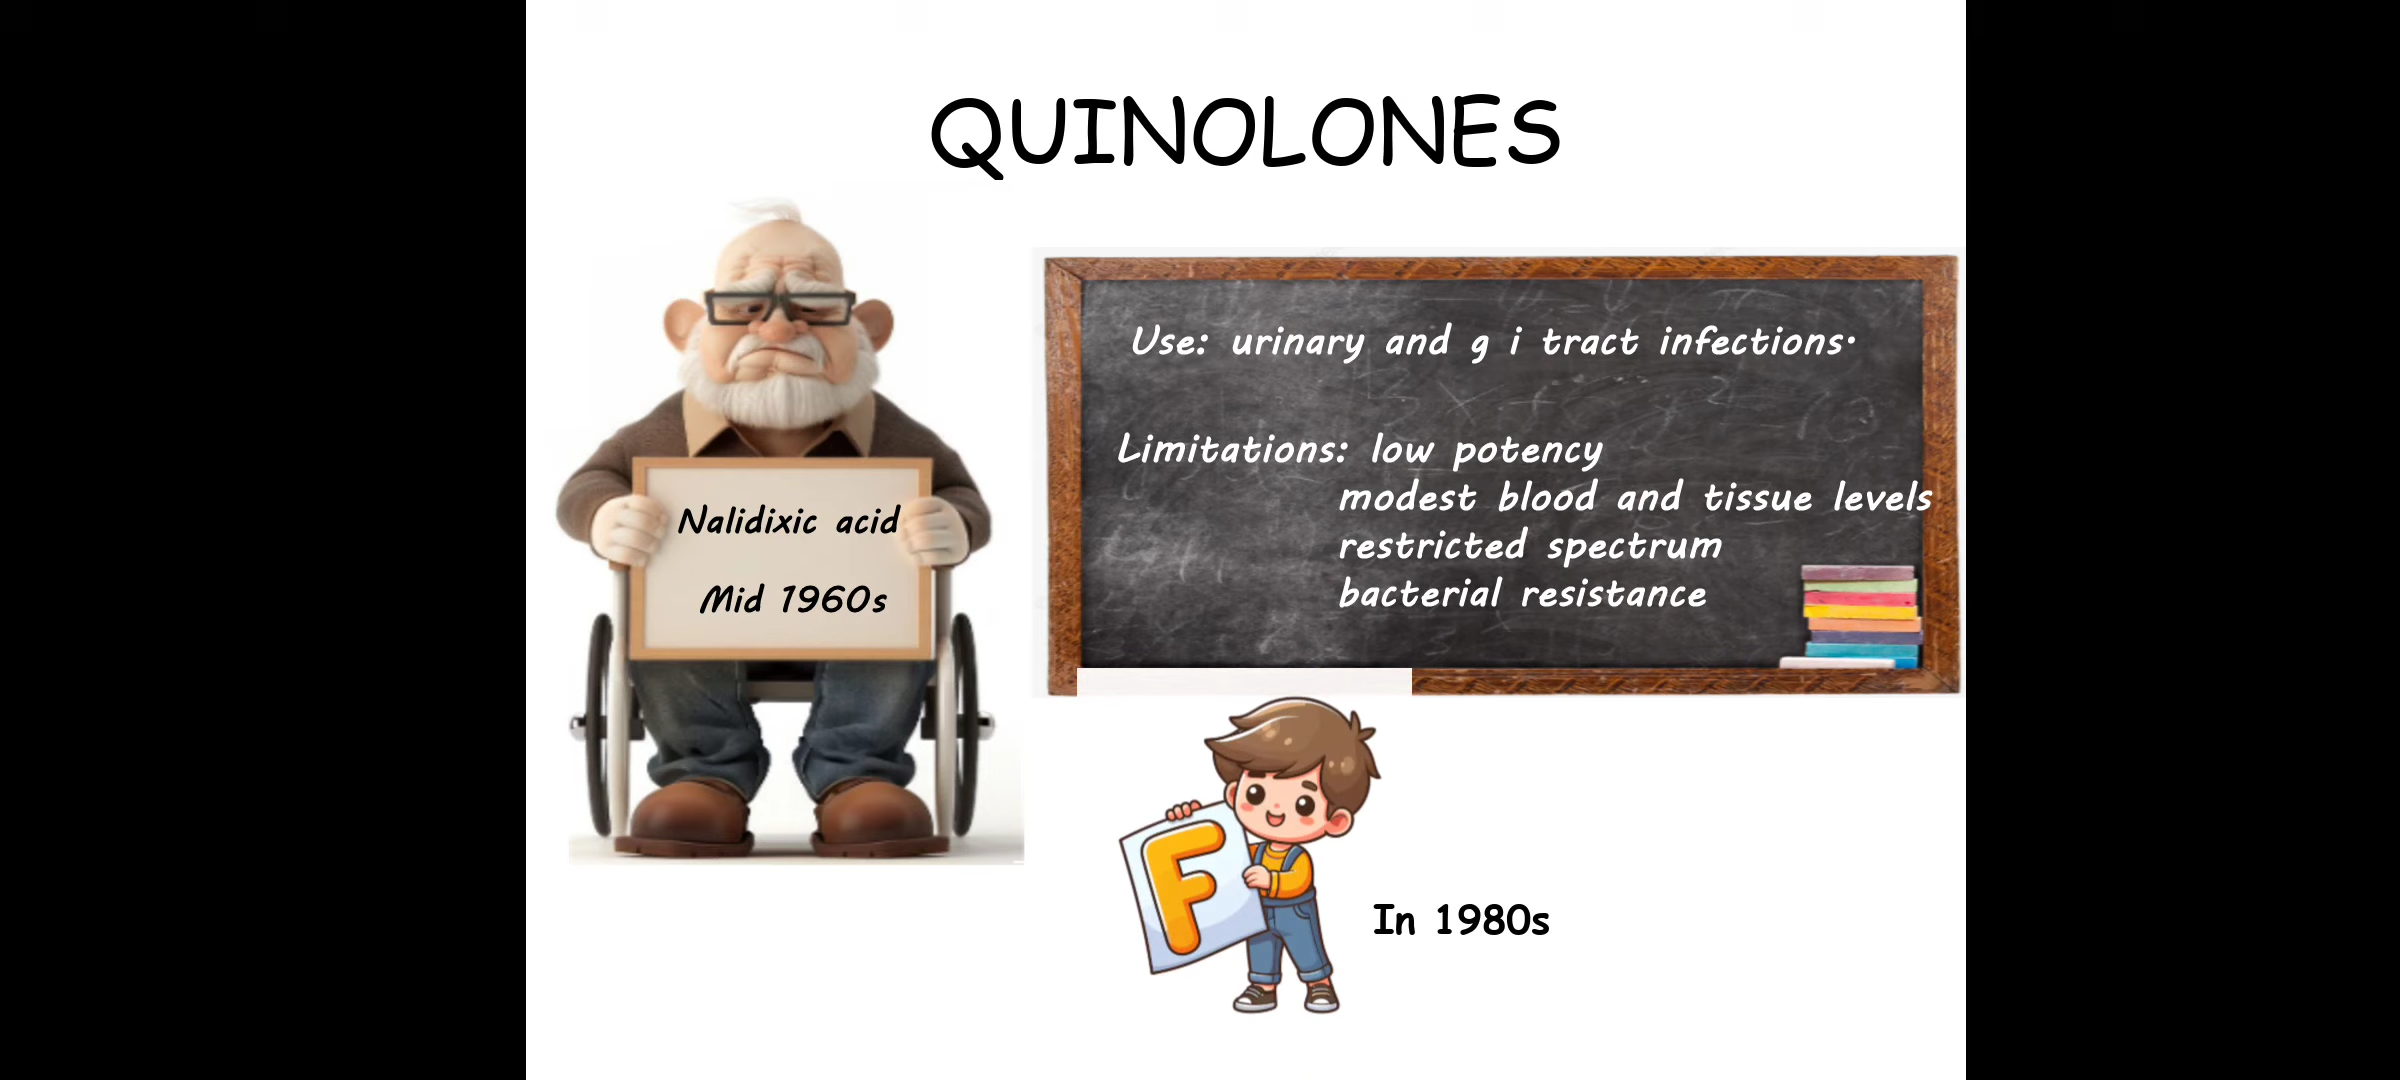 QUINOLONES
Nalidixic acid
Mid 1960s
Use: urinary and g i tract infections.
Limitations: low potency
modest blood and tissue levels
restricted spectrum
bacterial resistance
F
In 1980s